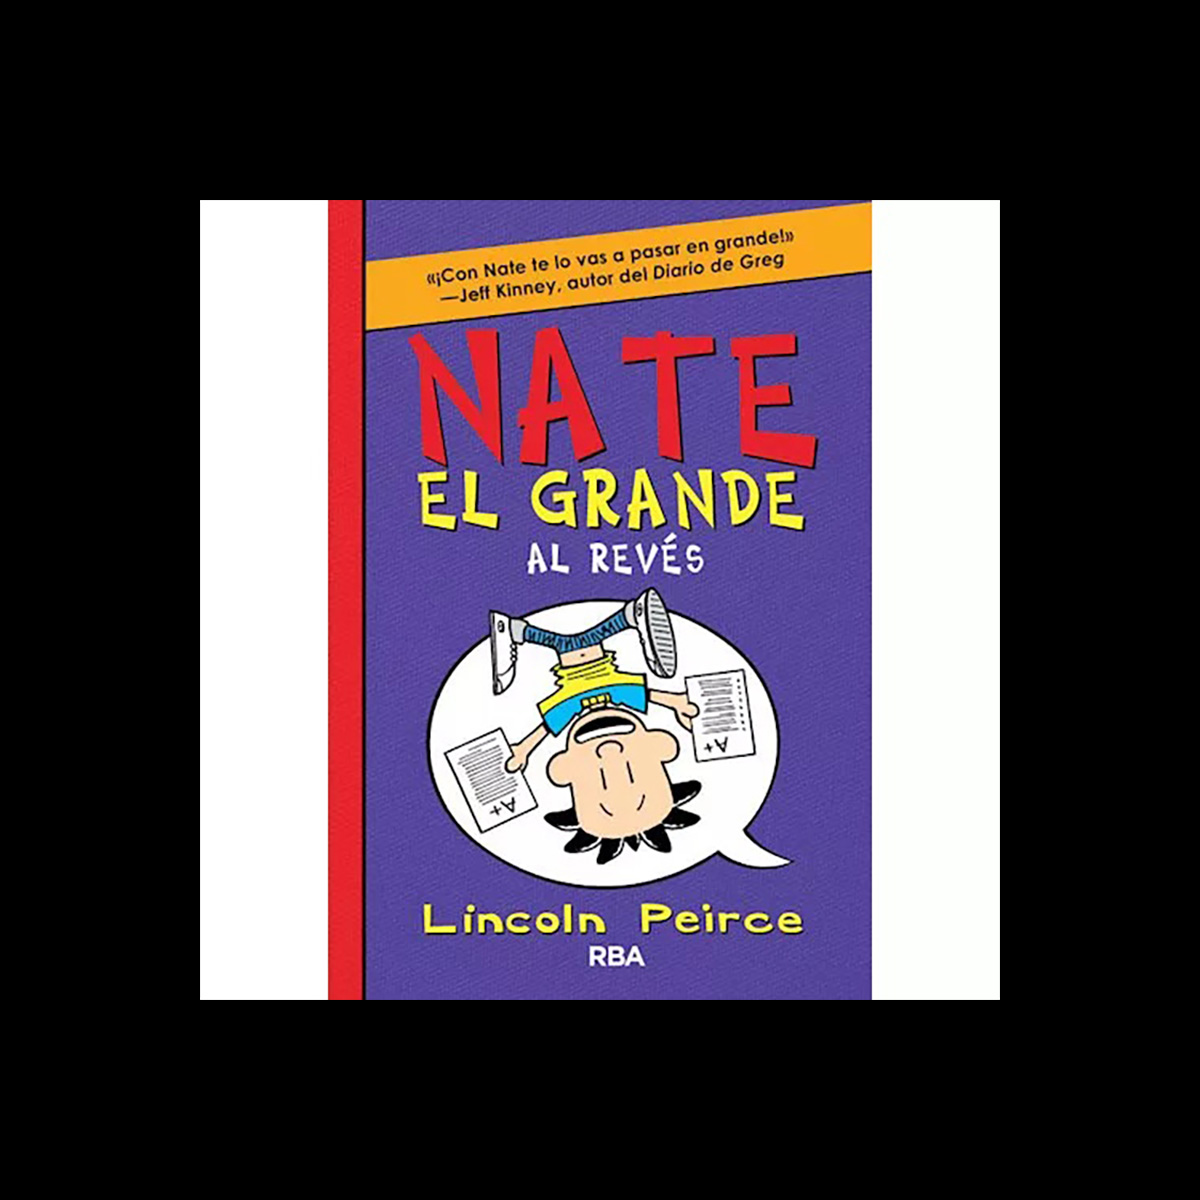 «¡Con Nate te lo vas a pasar en grande!»
—Jeff Kinney, autor del Diario de Greg
NATE
EL GRANDE
AL REVÉS
A+
A+
Lincoln Peirce
RBA